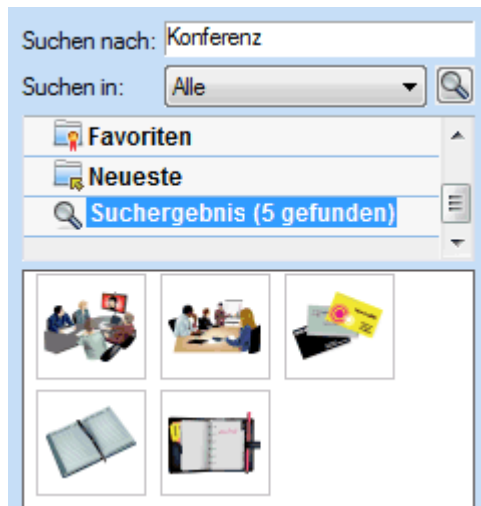 Suchen nach: Konferenz
Suchen in: Alle
Favoriten
Neueste
Suchergebnis (5 gefunden)